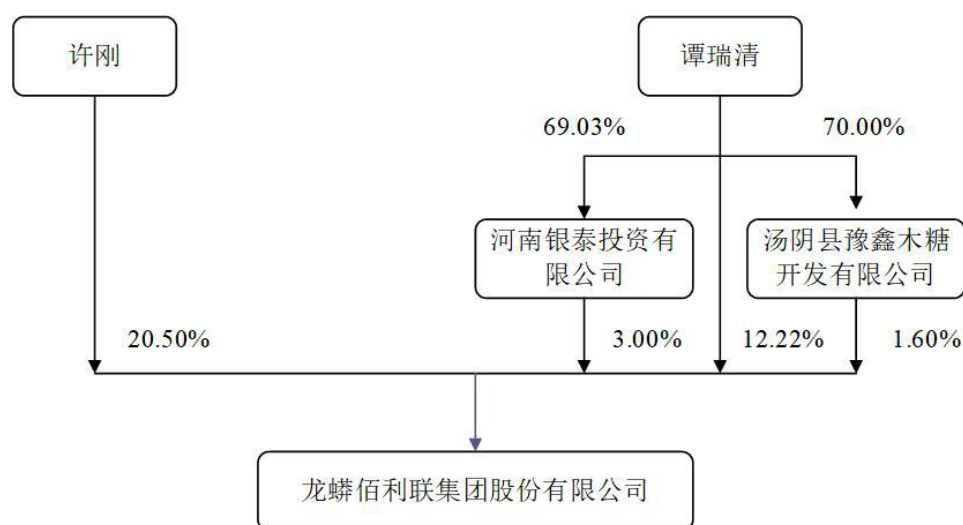 许刚
谭瑞清
69.03%
70.00%
河南银泰投资有
限公司
汤阴县豫鑫木糖
开发有限公司
20.50%
3.00%
12.22%
1.60%
龙蟒佰利联集团股份有限公司